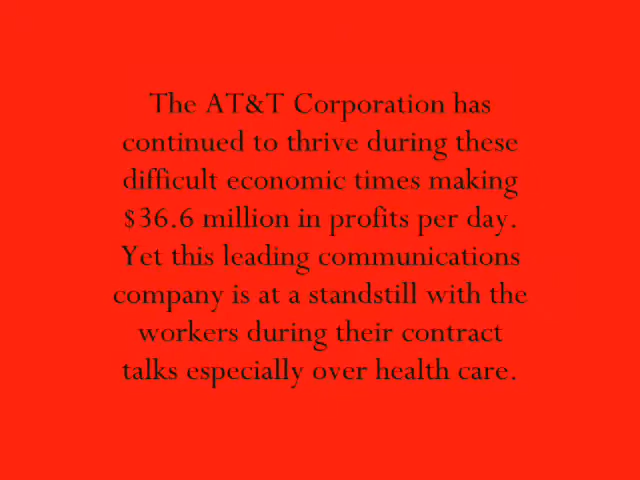 The AT&T Corporation has
continued to thrive during these
difficult economic times making
$36.6 million in profits per day.
Yet this leading communications
company is at a standstill with the
workers during their contract
talks especially over health care.